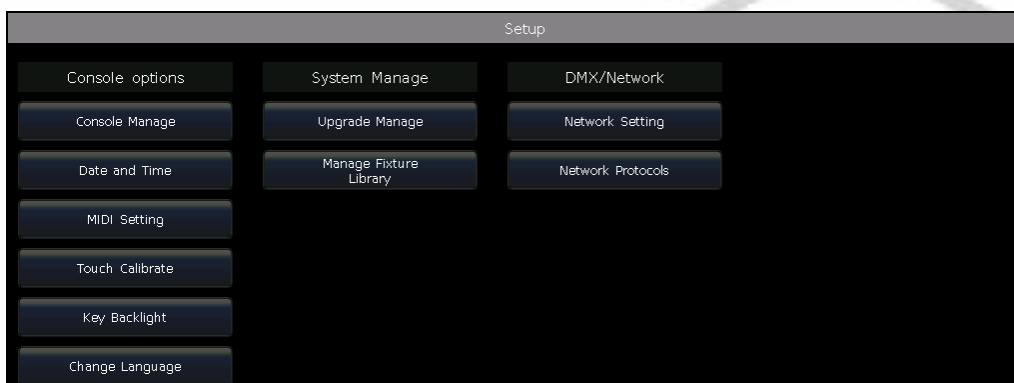 Setup
Console options
System Manage
DMX/Network
Console Manage
Upgrade Manage
Network Setting
Date and Time
Manage Fixture
Library
Network Protocols
MIDI Setting
Touch Calibrate
Key Backlight
Change Language